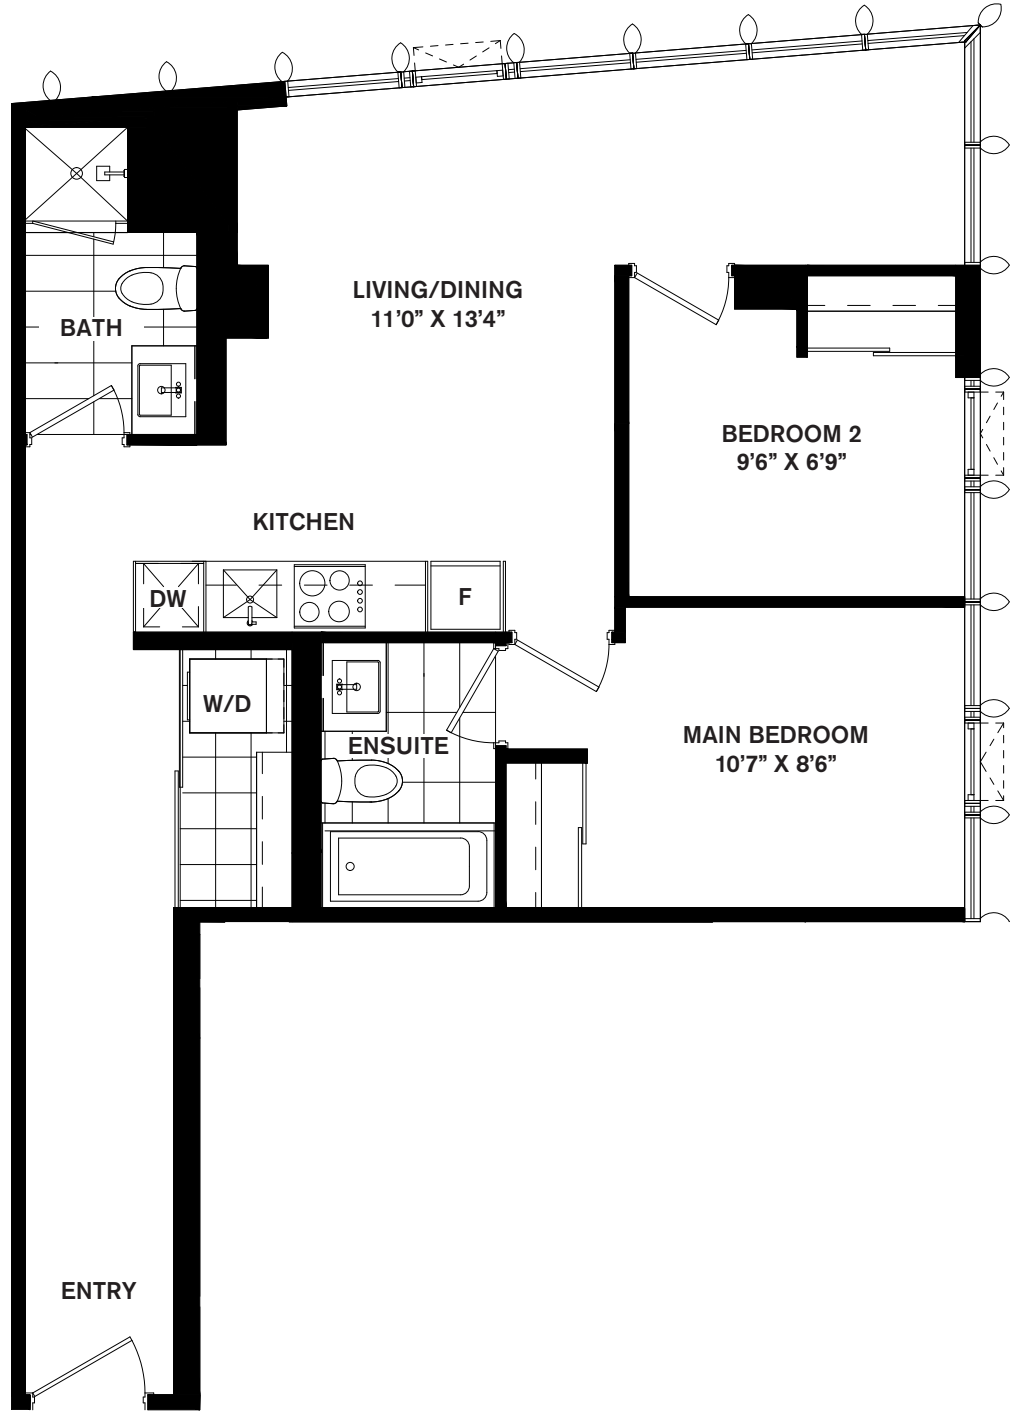 LIVING/DINING
11’0” X 13’4”
BATH
BEDROOM 2
9’6” X 6’9”
KITCHEN
DW
F
W/D
ENSUITE
MAIN BEDROOM
10’7” X 8’6”
ENTRY